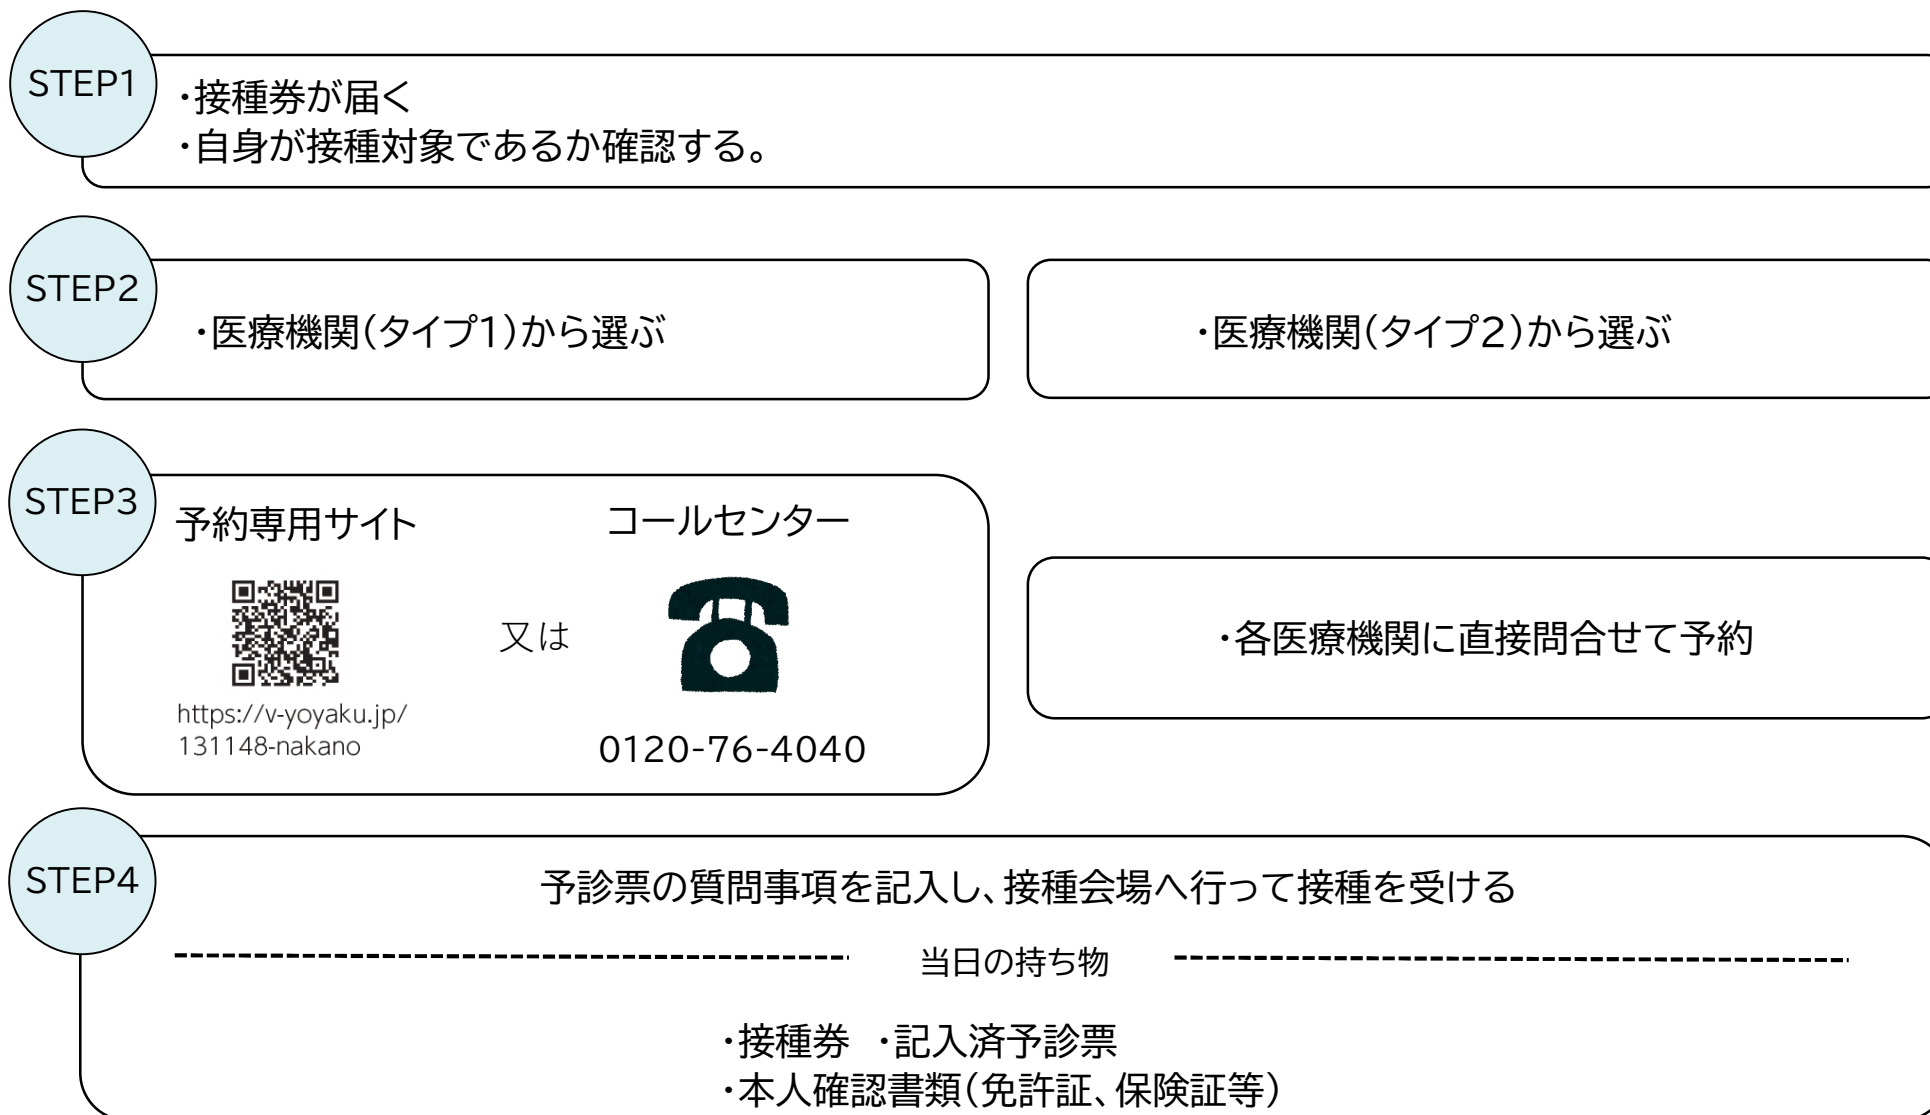 STEP1
・接種券が届く
・自身が接種対象であるか確認する。
STEP2
・医療機関（タイプ1）から選ぶ
・医療機関（タイプ2）から選ぶ
STEP3
予約専用サイト
コールセンター
又は
https://v-yoyaku.jp/
131148-nakano
0120-76-4040
・各医療機関に直接問合せて予約
STEP4
予診票の質問事項を記入し、接種会場へ行って接種を受ける
当日の持ち物
・接種券　・記入済予診票
・本人確認書類（免許証、保険証等）